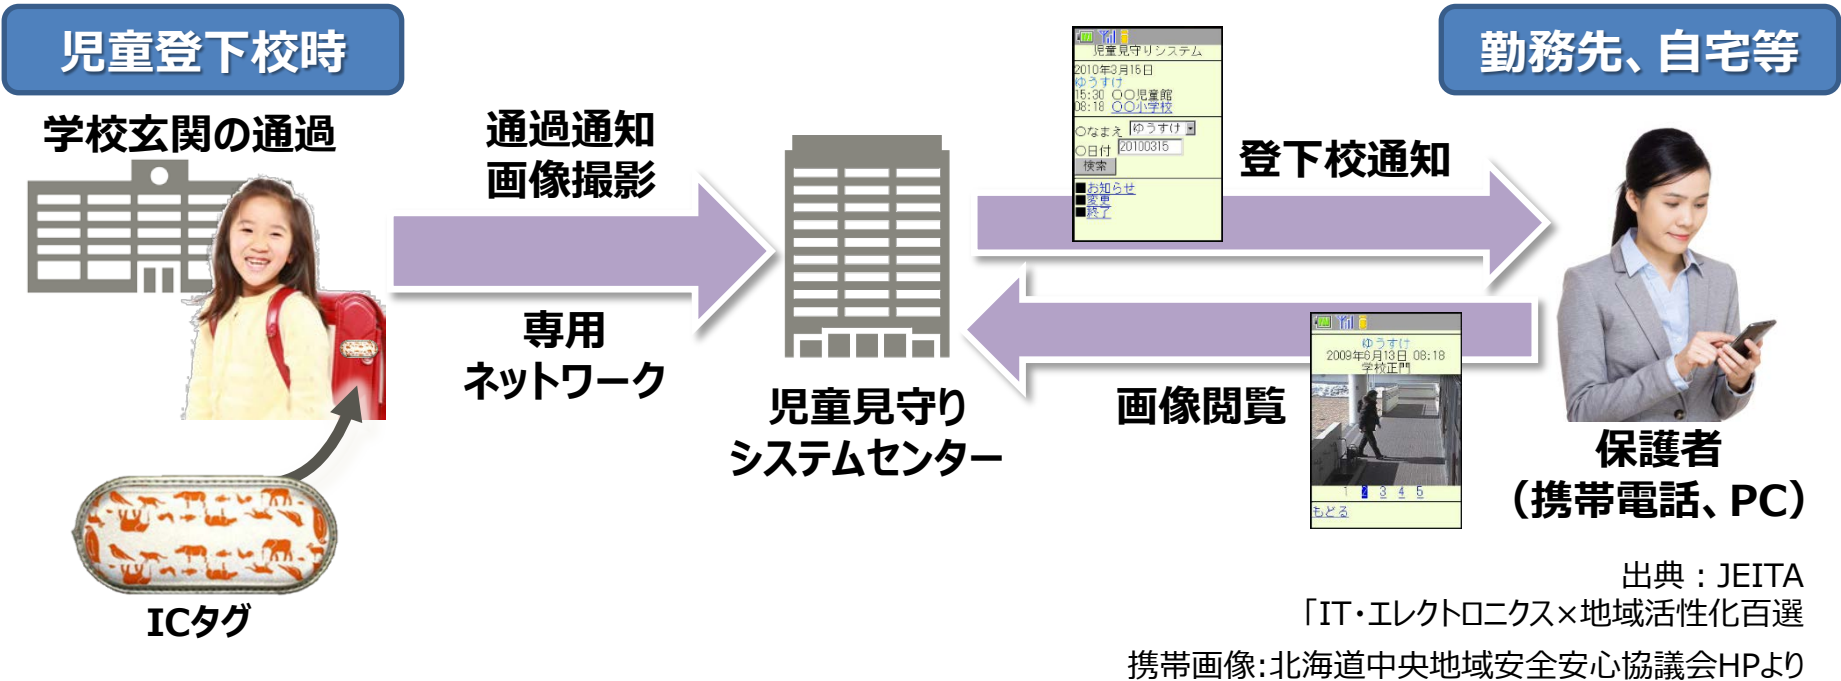 児童登下校時
学校玄関の通過
ICタグ
通過通知
画像撮影
専用
ネットワーク
児童見守り
システムセンター
児童見守りシステム
2010年3月15日
ゆうすけ
15:30 〇〇児童館
08:18 〇〇小学校
〇なまえ ゆうすけ
〇日付 20100315
検索
■お知らせ
■変更
■終了
登下校通知
画像閲覧
ゆうすけ
2009年6月13日 08:18
学校正門
1 2 3 4 5
もどる
勤務先、自宅等
保護者
（携帯電話、PC）
出典：JEITA
「IT・エレクトロニクス×地域活性化百選
携帯画像:北海道中央地域安全安心協議会HPより